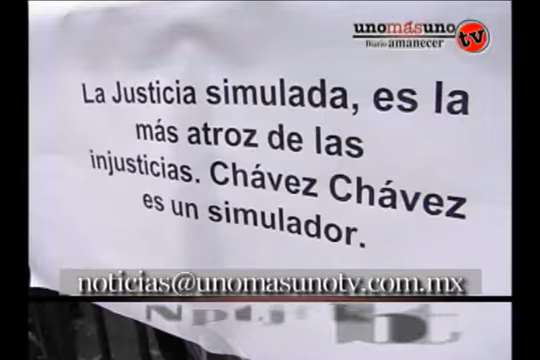 unomásuno
Diario amanecer
tv
La Justicia simulada, es la
más atroz de las
injusticias. Chávez Chávez
es un simulador.
noticias@unomasunotv.com.mx